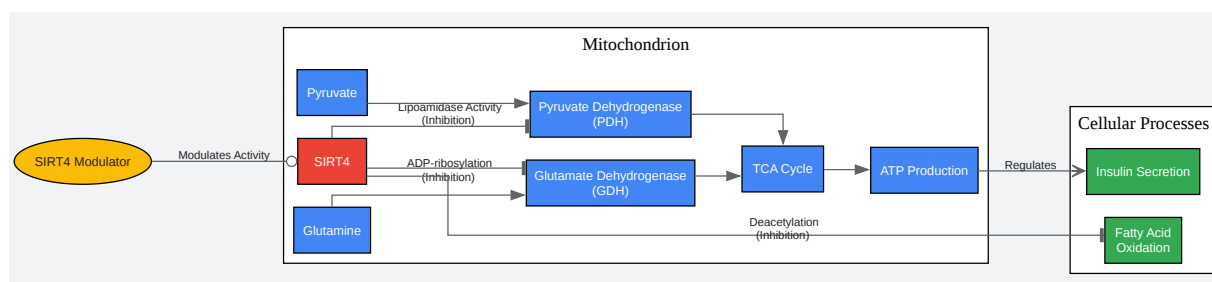 Mitochondrion
Pyruvate
Lipoamidase Activity
(Inhibition)
Pyruvate Dehydrogenase
(PDH)
Cellular Processes
SIRT4 Modulator
Modulates Activity
SIRT4
ADP-ribosylation
(Inhibition)
Glutamate Dehydrogenase
(GDH)
TCA Cycle
ATP Production
Regulates
Insulin Secretion
Glutamine
Deacetylation
(Inhibition)
Fatty Acid
Oxidation